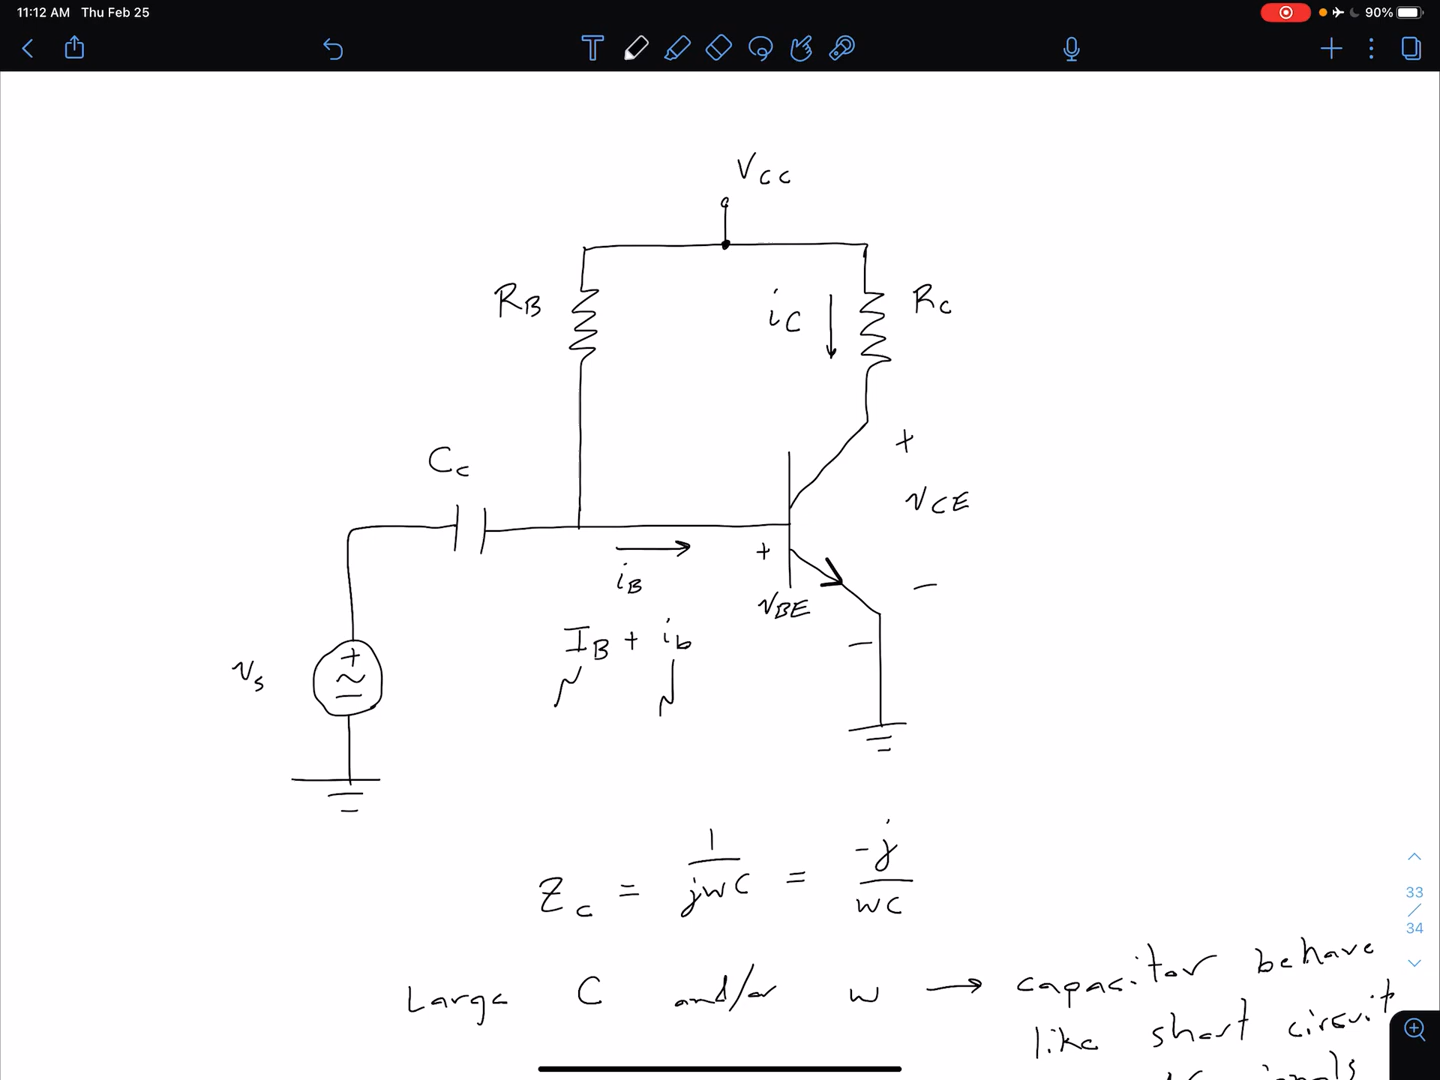 11:12 AM Thu Feb 25
90%
T
VCC
RB
iC
RC
Cc
+
vCE
iB
+
vBE
−
IB + ib
−
vs
+
~
−
Zc = 1/jwC = -j/wC
33
/
34
Large C and/or w → capacitor behave
like short circuit